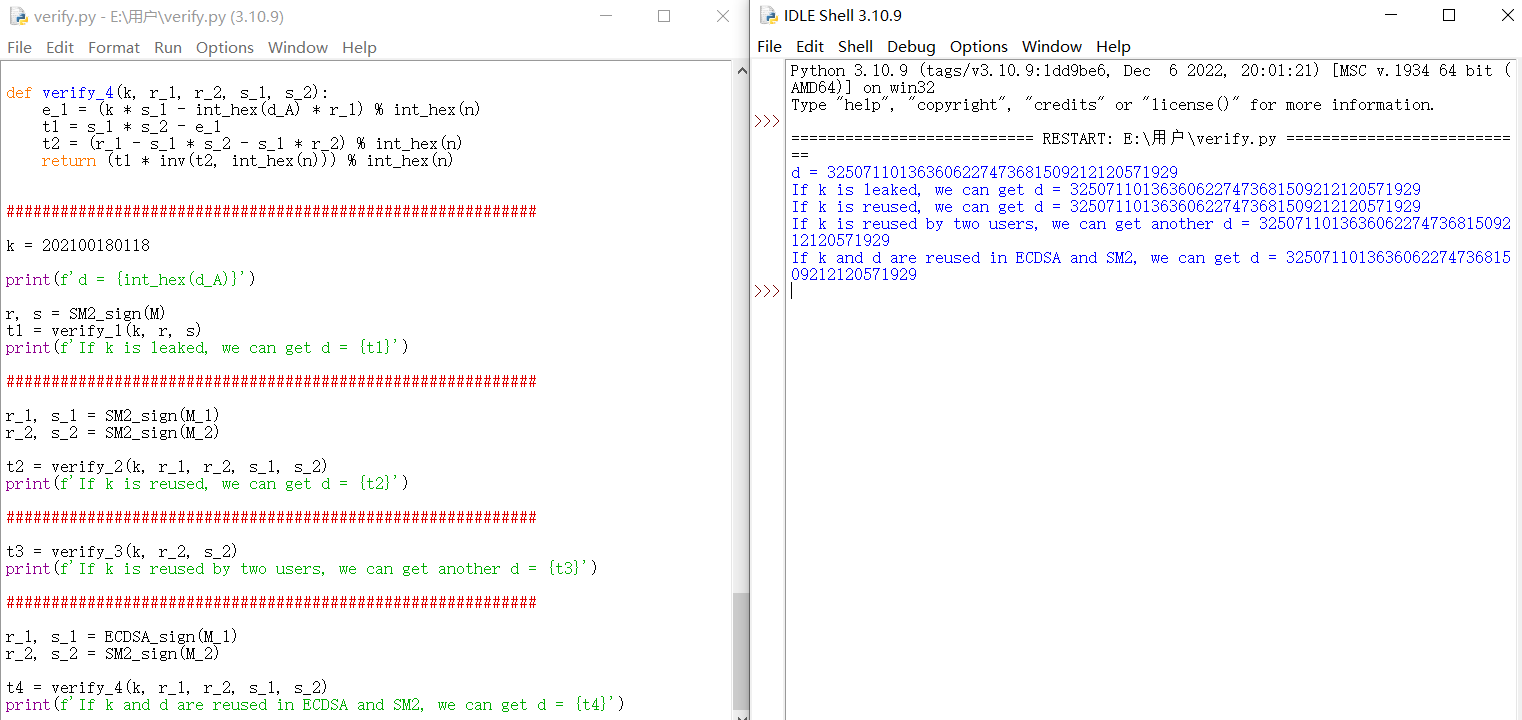 verify.py - E:\用户\verify.py (3.10.9)
File Edit Format Run Options Window Help
def verify_4(k, r_1, r_2, s_1, s_2):
    e_1 = (k * s_1 - int_hex(d_A) * r_1) % int_hex(n)
    t1 = s_1 * s_2 - e_1
    t2 = (r_1 - s_1 * s_2 - s_1 * r_2) % int_hex(n)
    return (t1 * inv(t2, int_hex(n))) % int_hex(n)
###########################################################
k = 202100180118
print(f'd = {int_hex(d_A)}')
r, s = SM2_sign(M)
t1 = verify_1(k, r, s)
print(f'If k is leaked, we can get d = {t1}')
###########################################################
r_1, s_1 = SM2_sign(M_1)
r_2, s_2 = SM2_sign(M_2)
t2 = verify_2(k, r_1, r_2, s_1, s_2)
print(f'If k is reused, we can get d = {t2}')
###########################################################
t3 = verify_3(k, r_2, s_2)
print(f'If k is reused by two users, we can get another d = {t3}')
###########################################################
r_1, s_1 = ECDSA_sign(M_1)
r_2, s_2 = SM2_sign(M_2)
t4 = verify_4(k, r_1, r_2, s_1, s_2)
print(f'If k and d are reused in ECDSA and SM2, we can get d = {t4}')
IDLE Shell 3.10.9
File Edit Shell Debug Options Window Help
Python 3.10.9 (tags/v3.10.9:1dd9be6, Dec  6 2022, 20:01:21) [MSC v.1934 64 bit (
AMD64)] on win32
Type "help", "copyright", "credits" or "license()" for more information.
>>>
=========================== RESTART: E:\用户\verify.py =========================
==
d = 325071101363606227473681509212120571929
If k is leaked, we can get d = 325071101363606227473681509212120571929
If k is reused, we can get d = 325071101363606227473681509212120571929
If k is reused by two users, we can get another d = 3250711013636062274736815092
12120571929
If k and d are reused in ECDSA and SM2, we can get d = 3250711013636062274736815
09212120571929
>>>